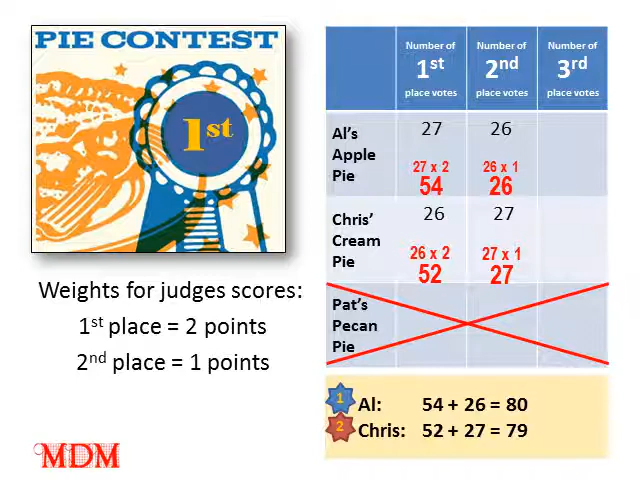 PIE CONTEST
1st
Number of
1st
place votes
Number of
2nd
place votes
Number of
3rd
place votes
Al's
Apple
Pie
27
26
27 x 2
26 x 1
54
26
Chris'
Cream
Pie
26
27
26 x 2
27 x 1
52
27
Pat's
Pecan
Pie
Weights for judges scores:
1st place = 2 points
2nd place = 1 points
1 Al: 54 + 26 = 80
2 Chris: 52 + 27 = 79
MDM